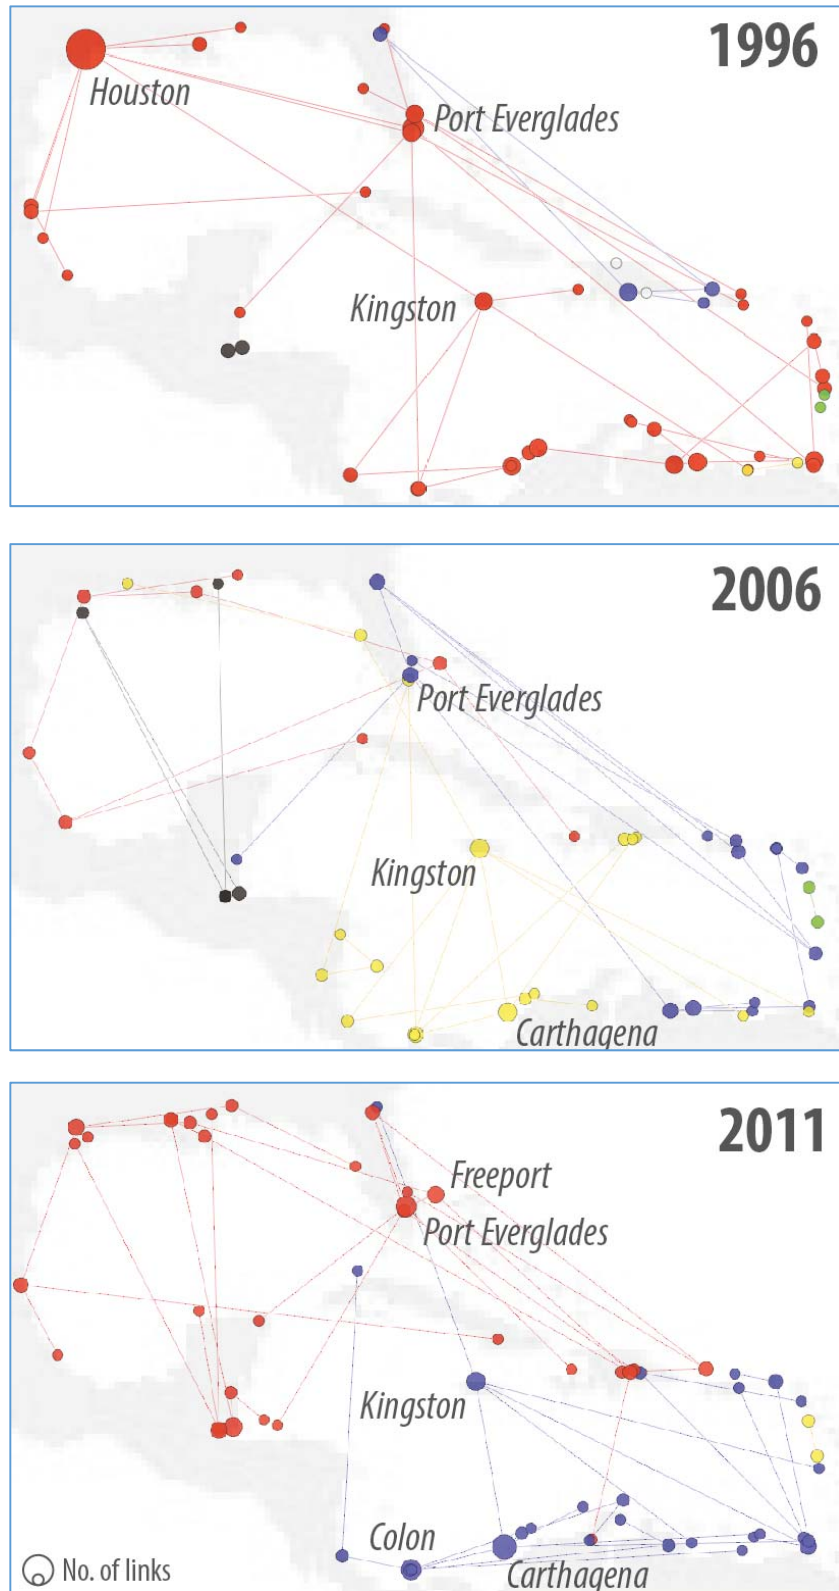 1996
Houston
Port Everglades
Kingston
2006
Port Everglades
Kingston
Carthagena
2011
Freeport
Port Everglades
Kingston
Colon
Carthagena
No. of links